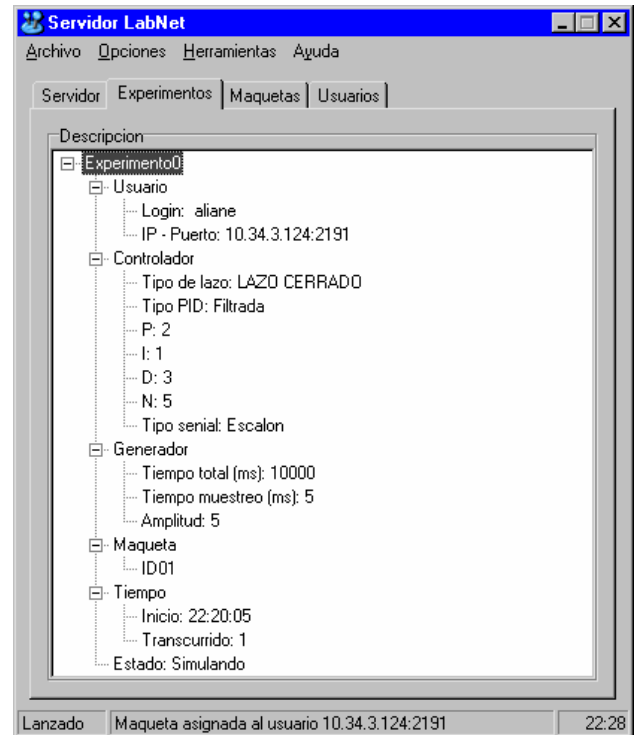 Servidor LabNet
Archivo Opciones Herramientas Ayuda
Servidor Experimentos Maquetas Usuarios
Descripcion
Experimento0
Usuario
Login: aliane
IP - Puerto: 10.34.3.124:2191
Controlador
Tipo de lazo: LAZO CERRADO
Tipo PID: Filtrada
P: 2
I: 1
D: 3
N: 5
Tipo senial: Escalon
Generador
Tiempo total (ms): 10000
Tiempo muestreo (ms): 5
Amplitud: 5
Maqueta
ID01
Tiempo
Inicio: 22:20:05
Transcurrido: 1
Estado: Simulando
Lanzado Maqueta asignada al usuario 10.34.3.124:2191 22:28